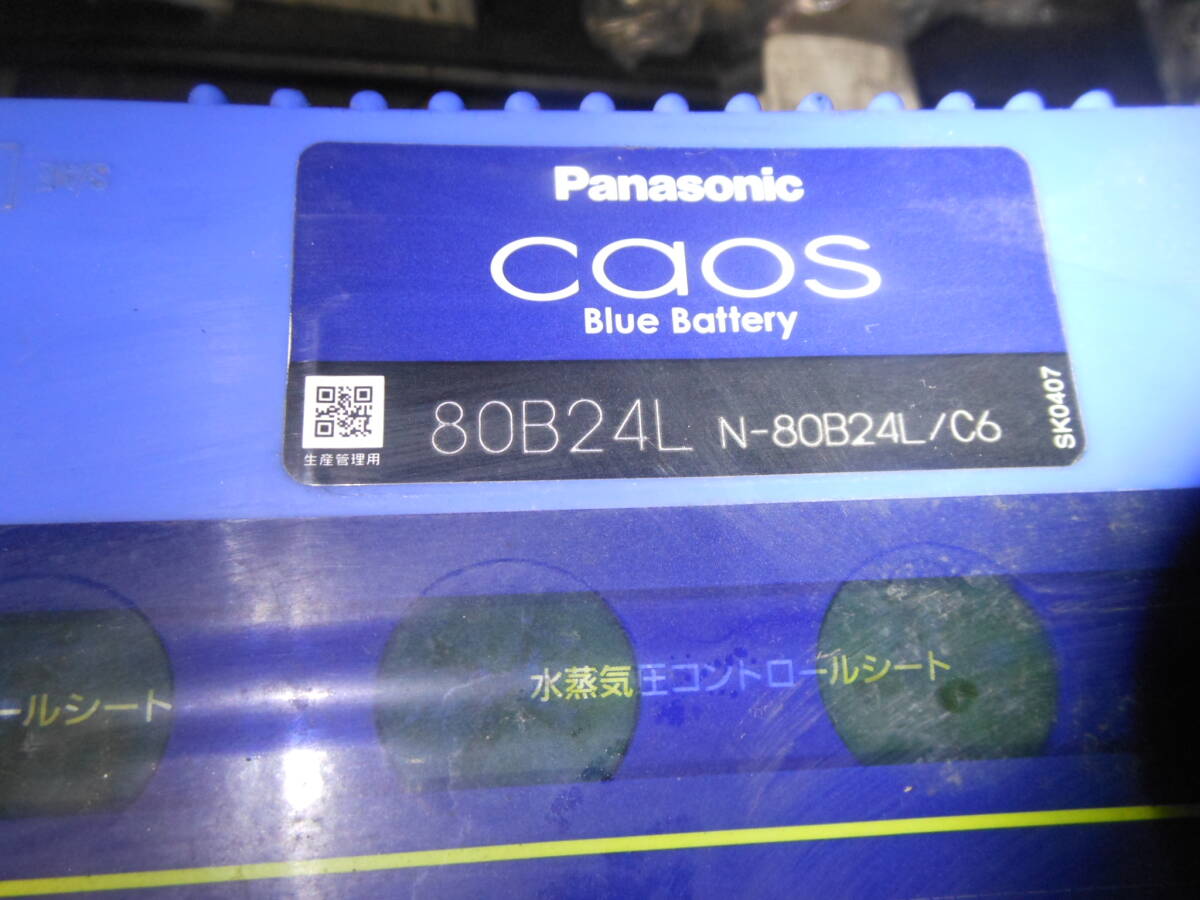 Panasonic
caos
Blue Battery
80B24L N-80B24L/C6
SK0407
生産管理用
水蒸気圧コントロールシート
ールシート